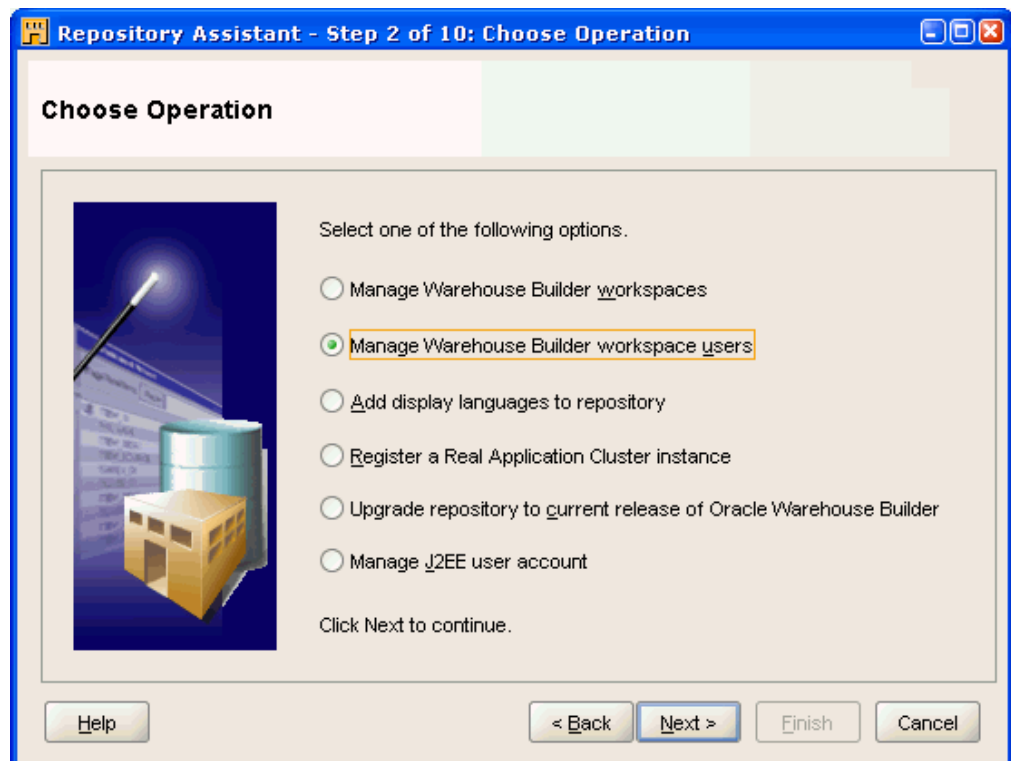 Repository Assistant - Step 2 of 10: Choose Operation
Choose Operation
Select one of the following options.
Manage Warehouse Builder workspaces
Manage Warehouse Builder workspace users
Add display languages to repository
Register a Real Application Cluster instance
Upgrade repository to current release of Oracle Warehouse Builder
Manage J2EE user account
Click Next to continue.
Help
< Back
Next >
Finish
Cancel